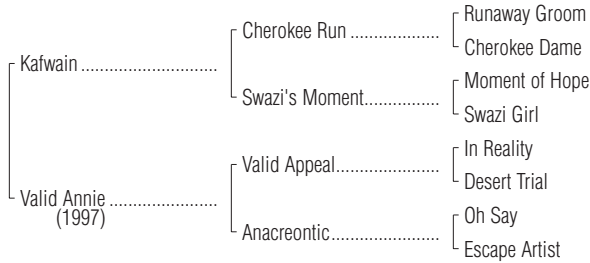 Runaway Groom
Cherokee Run ...................
Cherokee Dame
Kafwain .............................
Moment of Hope
Swazi's Moment................
Swazi Girl
In Reality
Valid Appeal......................
Desert Trial
Valid Annie .......................
(1997)
Oh Say
Anacreontic.......................
Escape Artist